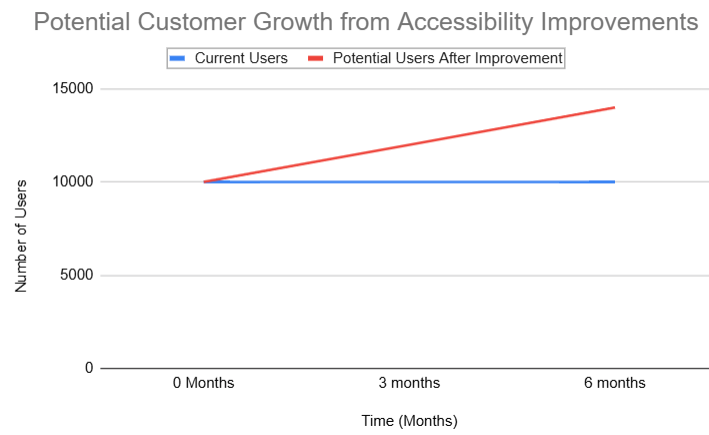 Potential Customer Growth from Accessibility Improvements
Current Users
Potential Users After Improvement
15000
10000
5000
0
Number of Users
0 Months
3 months
6 months
Time (Months)